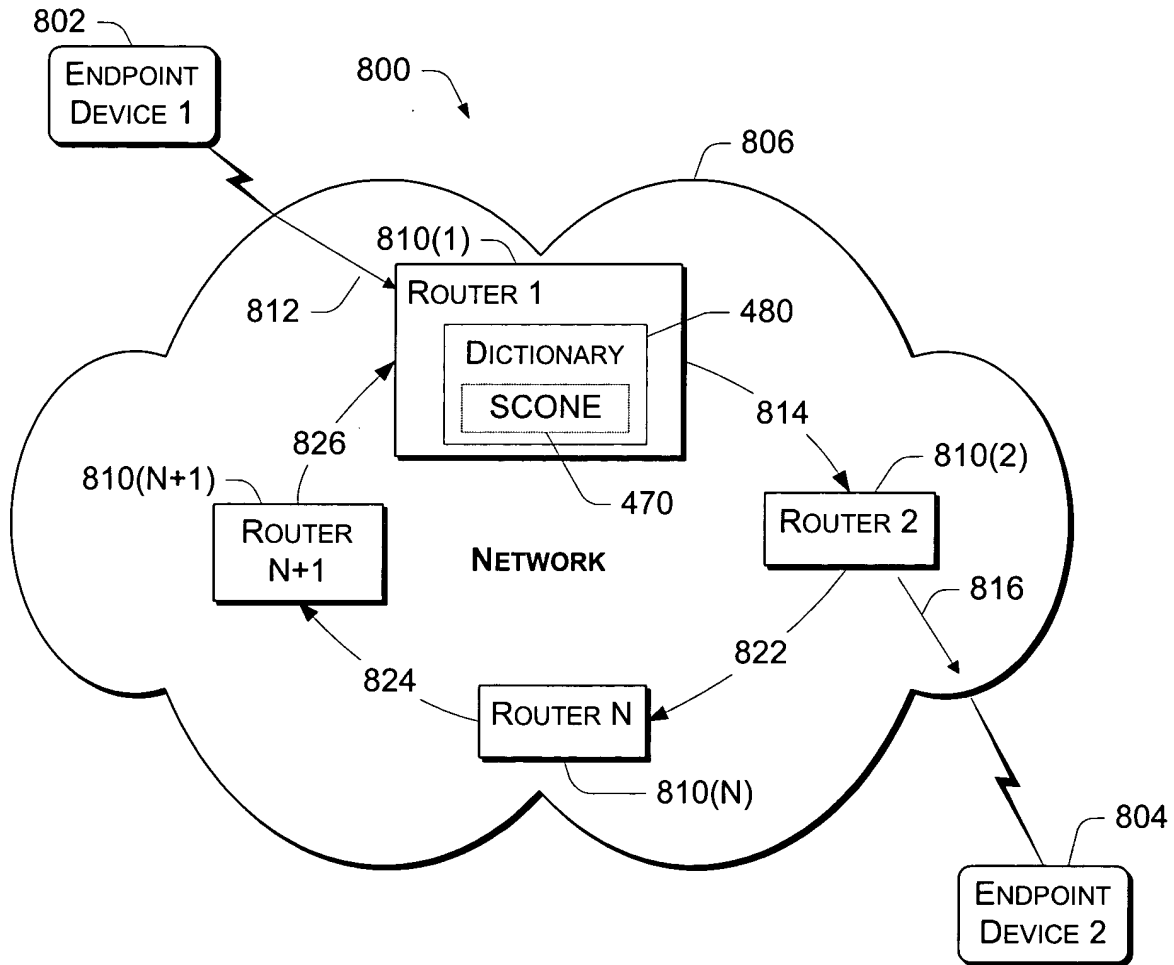 802
ENDPOINT
DEVICE 1
800
806
810(1)
812
ROUTER 1
480
DICTIONARY
SCONE
814
826
810(N+1)
470
810(2)
ROUTER
N+1
NETWORK
ROUTER 2
816
822
824
ROUTER N
810(N)
804
ENDPOINT
DEVICE 2